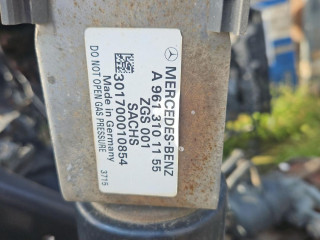 MERCEDES-BENZ
A 961 310 11 55
ZGS 001
SACHS
301700010854
Made in Germany 3715
DO NOT OPEN GAS PRESSURE